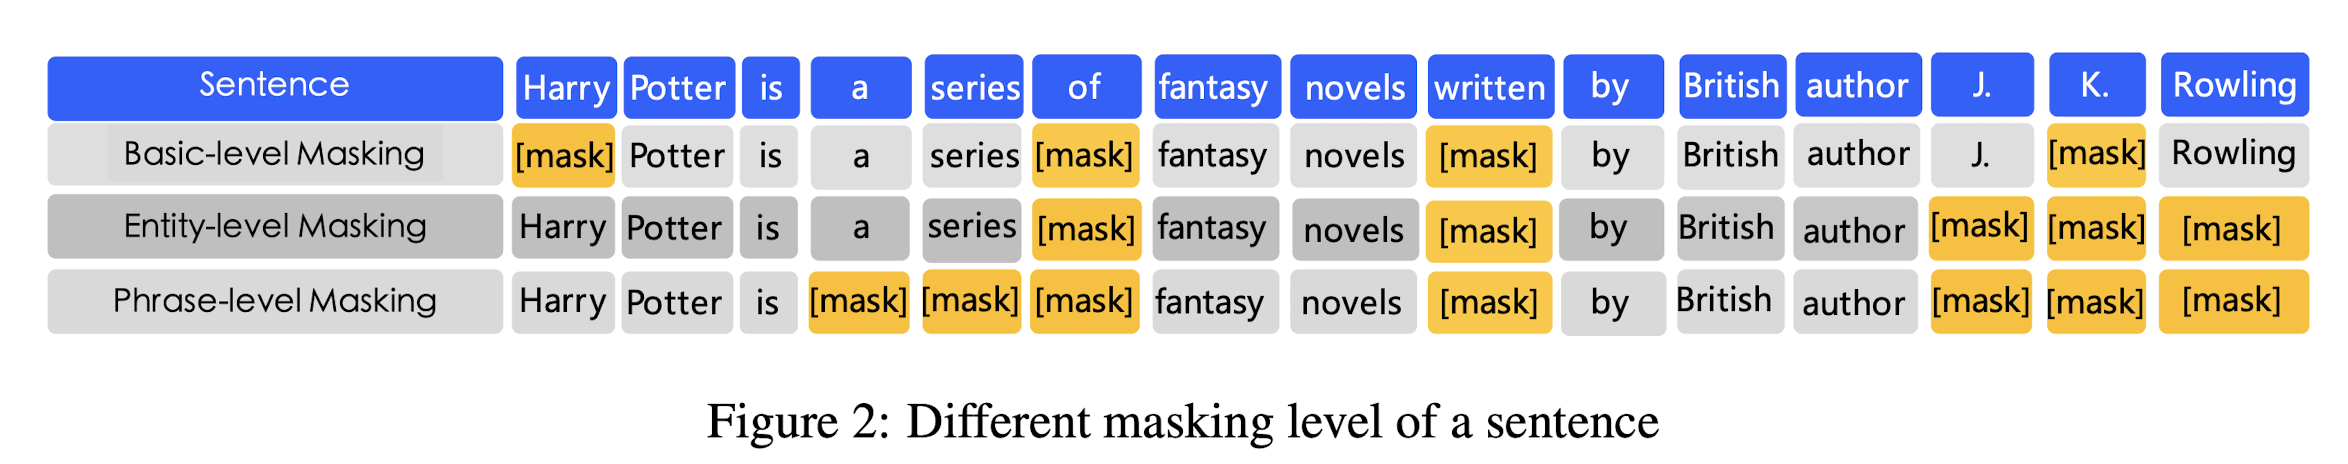 Sentence Harry Potter is a series of fantasy novels written by British author J. K. Rowling
Basic-level Masking [mask] Potter is a series [mask] fantasy novels [mask] by British author J. [mask] Rowling
Entity-level Masking Harry Potter is a series [mask] fantasy novels [mask] by British author [mask] [mask] [mask]
Phrase-level Masking Harry Potter is [mask] [mask] [mask] fantasy novels [mask] by British author [mask] [mask] [mask]
Figure 2: Different masking level of a sentence